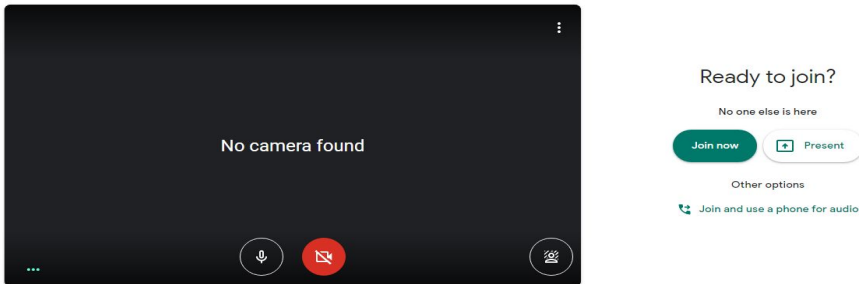 No camera found
Ready to join?
No one else is here
Join now
Present
Other options
Join and use a phone for audio